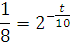 1/8 = 2^(-t/10)